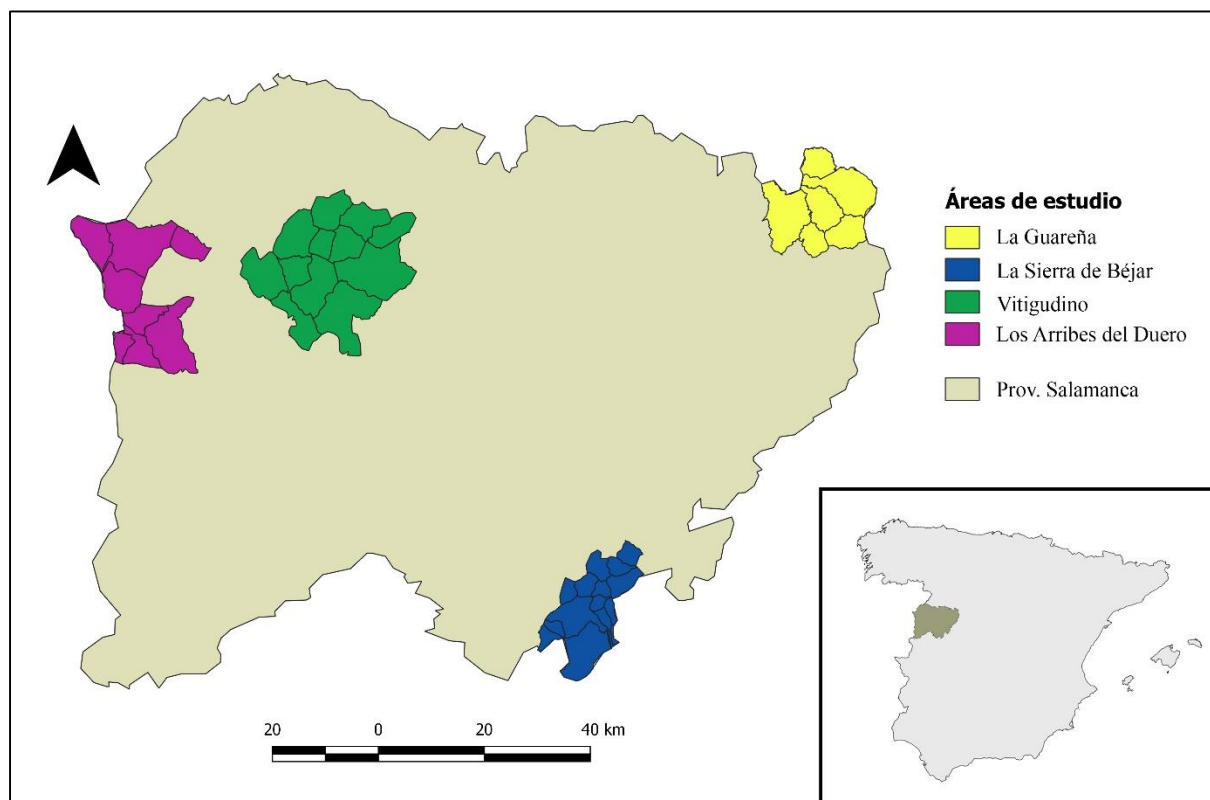 Áreas de estudio
La Guareña
La Sierra de Béjar
Vitigudino
Los Arribes del Duero
Prov. Salamanca
20 0 20 40 km